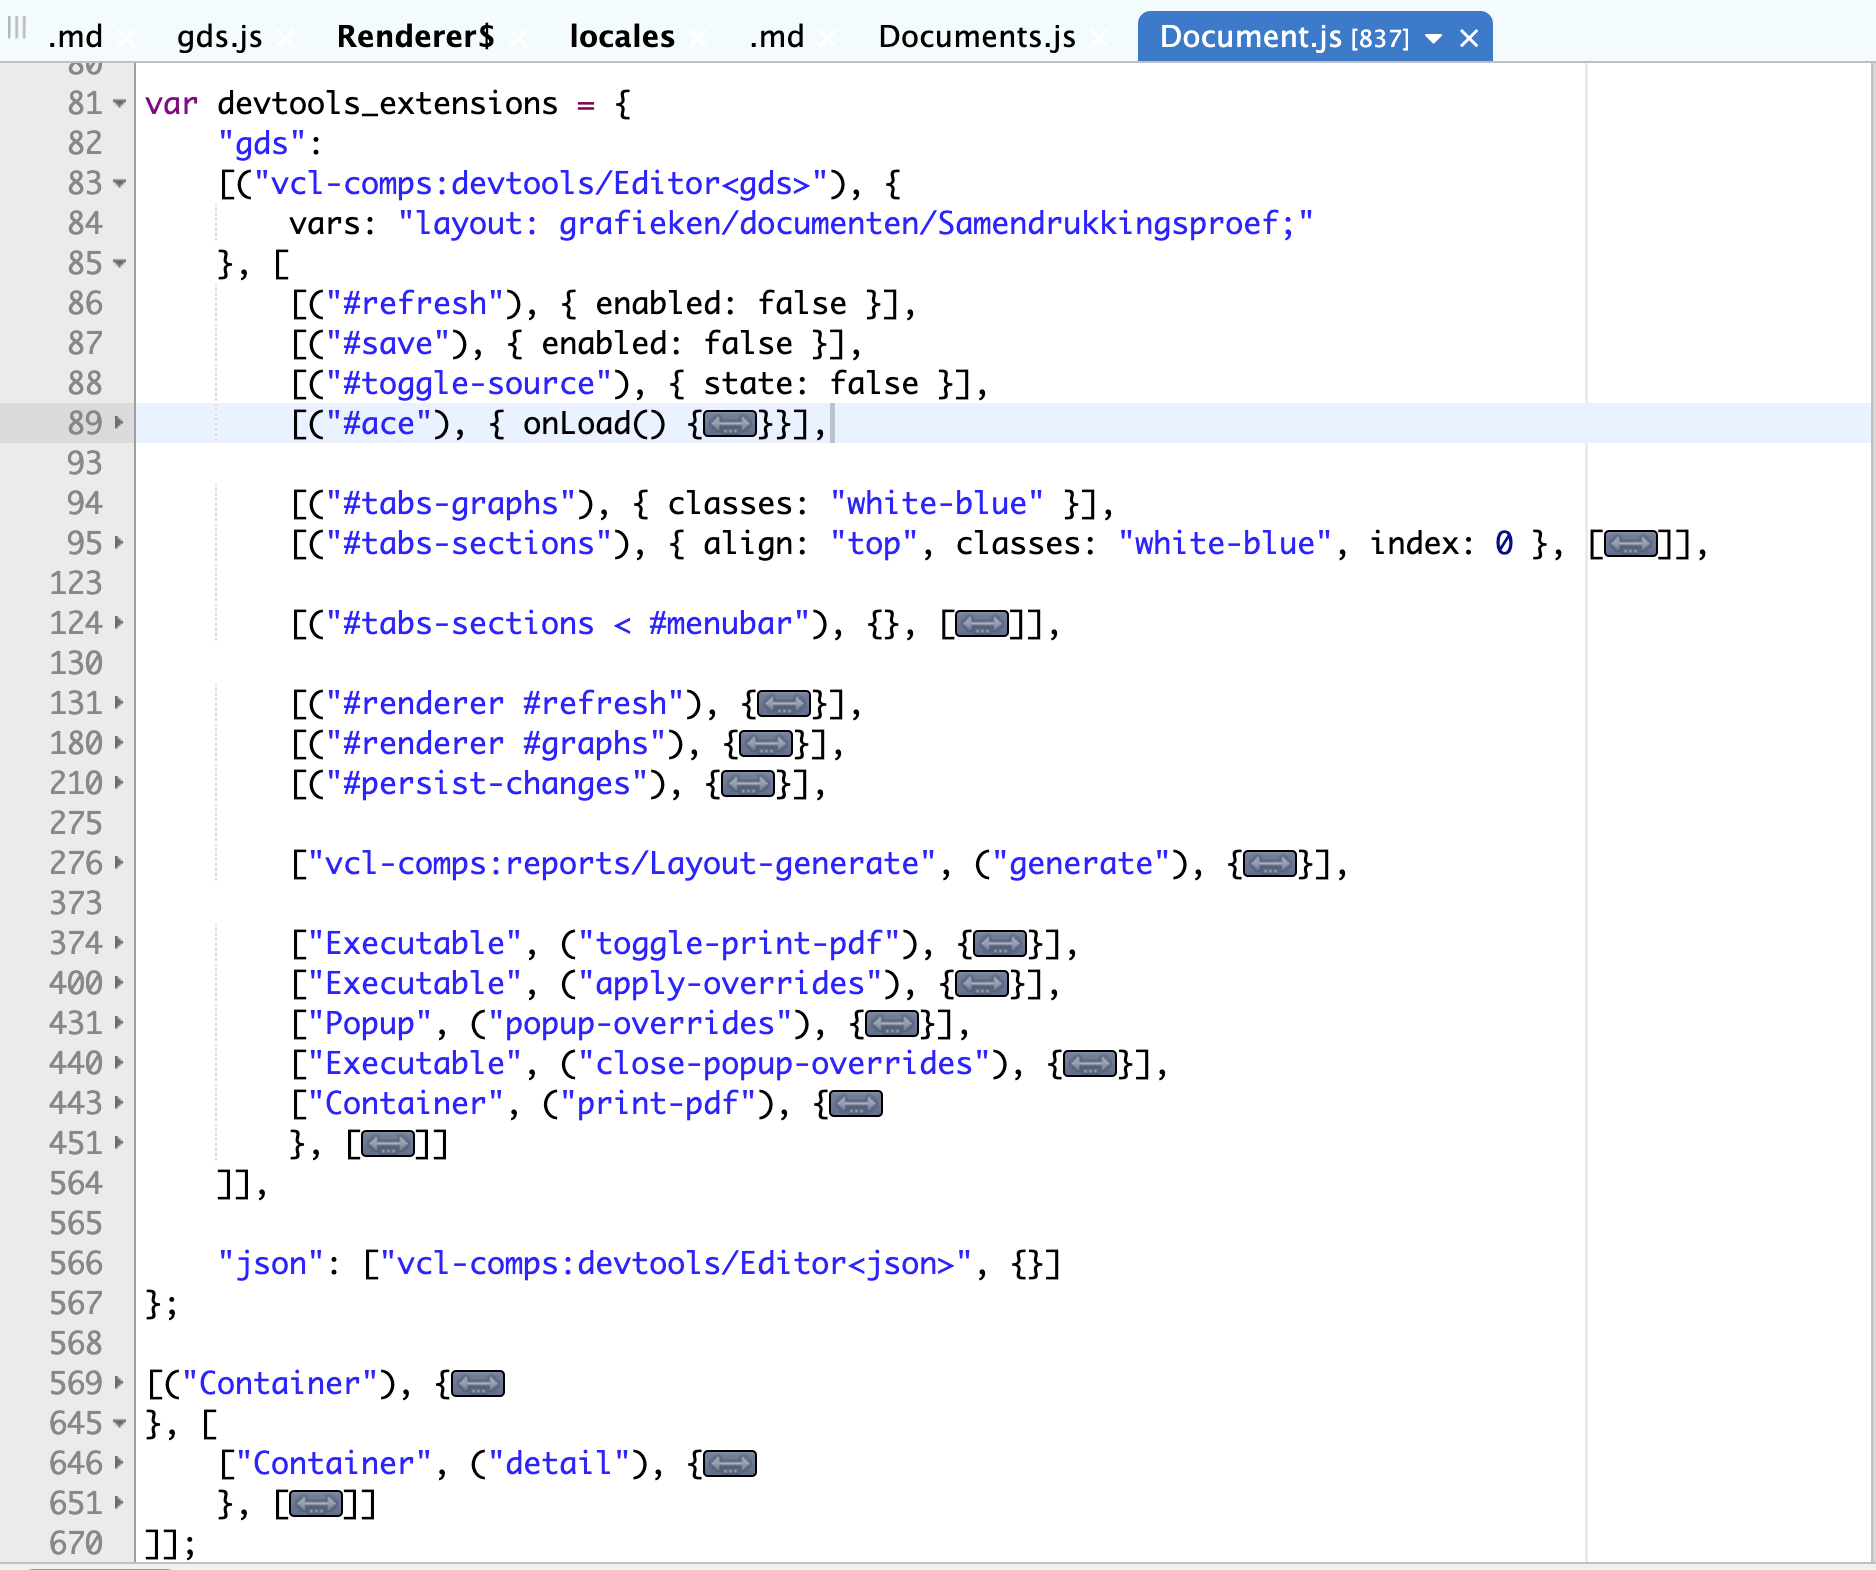 .md gds.js Renderer$ locales .md Documents.js Document.js [837]
80
81 var devtools_extensions = {
82 "gds":
83 [("vcl-comps:devtools/Editor<gds>"), {
84 vars: "layout: grafieken/documenten/Samendrukkingsproef;"
85 }, [
86 [("#refresh"), { enabled: false }],
87 [("#save"), { enabled: false }],
88 [("#toggle-source"), { state: false }],
89 [("#ace"), { onLoad() {...}}],
93
94 [("#tabs-graphs"), { classes: "white-blue" }],
95 [("#tabs-sections"), { align: "top", classes: "white-blue", index: 0 }, [...]],
123
124 [("#tabs-sections < #menubar"), {}, [...]],
130
131 [("#renderer #refresh"), {...}],
180 [("#renderer #graphs"), {...}],
210 [("#persist-changes"), {...}],
275
276 ["vcl-comps:reports/Layout-generate", ("generate"), {...}],
373
374 ["Executable", ("toggle-print-pdf"), {...}],
400 ["Executable", ("apply-overrides"), {...}],
431 ["Popup", ("popup-overrides"), {...}],
440 ["Executable", ("close-popup-overrides"), {...}],
443 ["Container", ("print-pdf"), {...
451 }, [...]]
564 ]],
565
566 "json": ["vcl-comps:devtools/Editor<json>", {}]
567 };
568
569 [("Container"), {...
645 }, [
646 ["Container", ("detail"), {...
651 }, [...]]
670 ]];